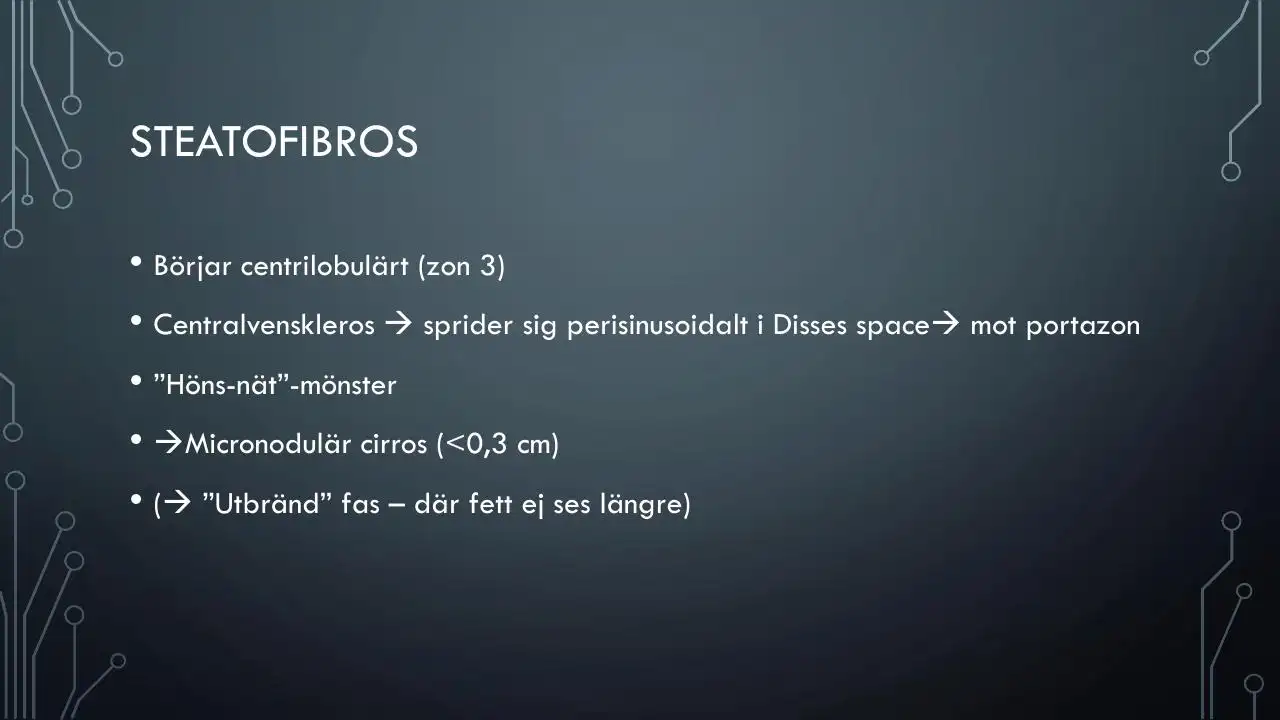 STEATOFIBROS
• Börjar centrilobulärt (zon 3)
• Centralvenskleros → sprider sig perisinusoidalt i Disses space→ mot portazon
• ”Höns-nät”-mönster
• →Micronodulär cirros (<0,3 cm)
• (→ ”Utbränd” fas – där fett ej ses längre)